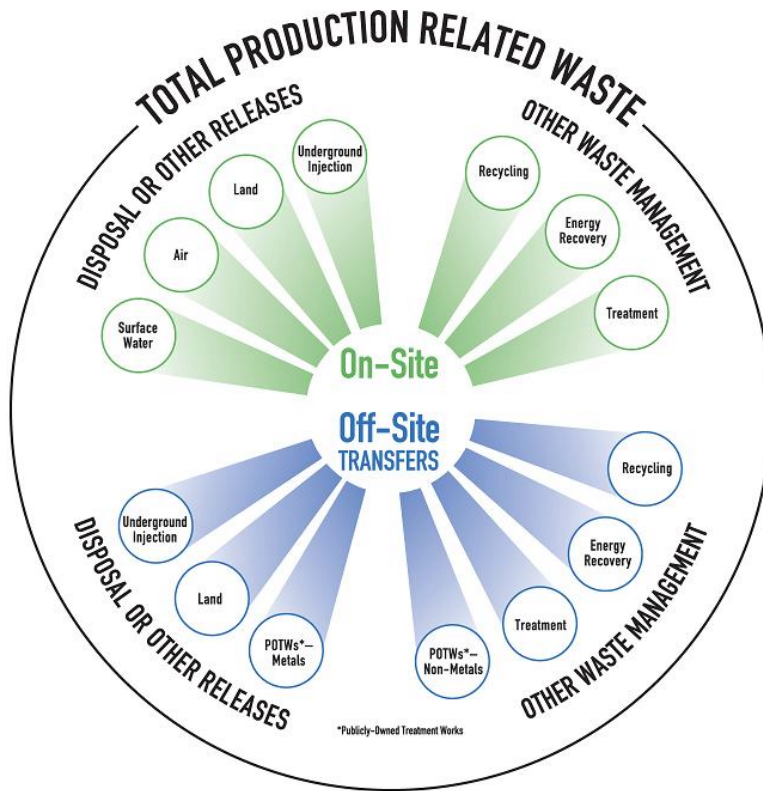 TOTAL PRODUCTION RELATED WASTE
DISPOSAL OR OTHER RELEASES
OTHER WASTE MANAGEMENT
Underground
Injection
Land
Air
Surface
Water
Recycling
Energy
Recovery
Treatment
On-Site
Off-Site
TRANSFERS
Underground
Injection
Land
POTWs*–
Metals
POTWs*–
Non-Metals
Treatment
Energy
Recovery
Recycling
DISPOSAL OR OTHER RELEASES
OTHER WASTE MANAGEMENT
*Publicly-Owned Treatment Works